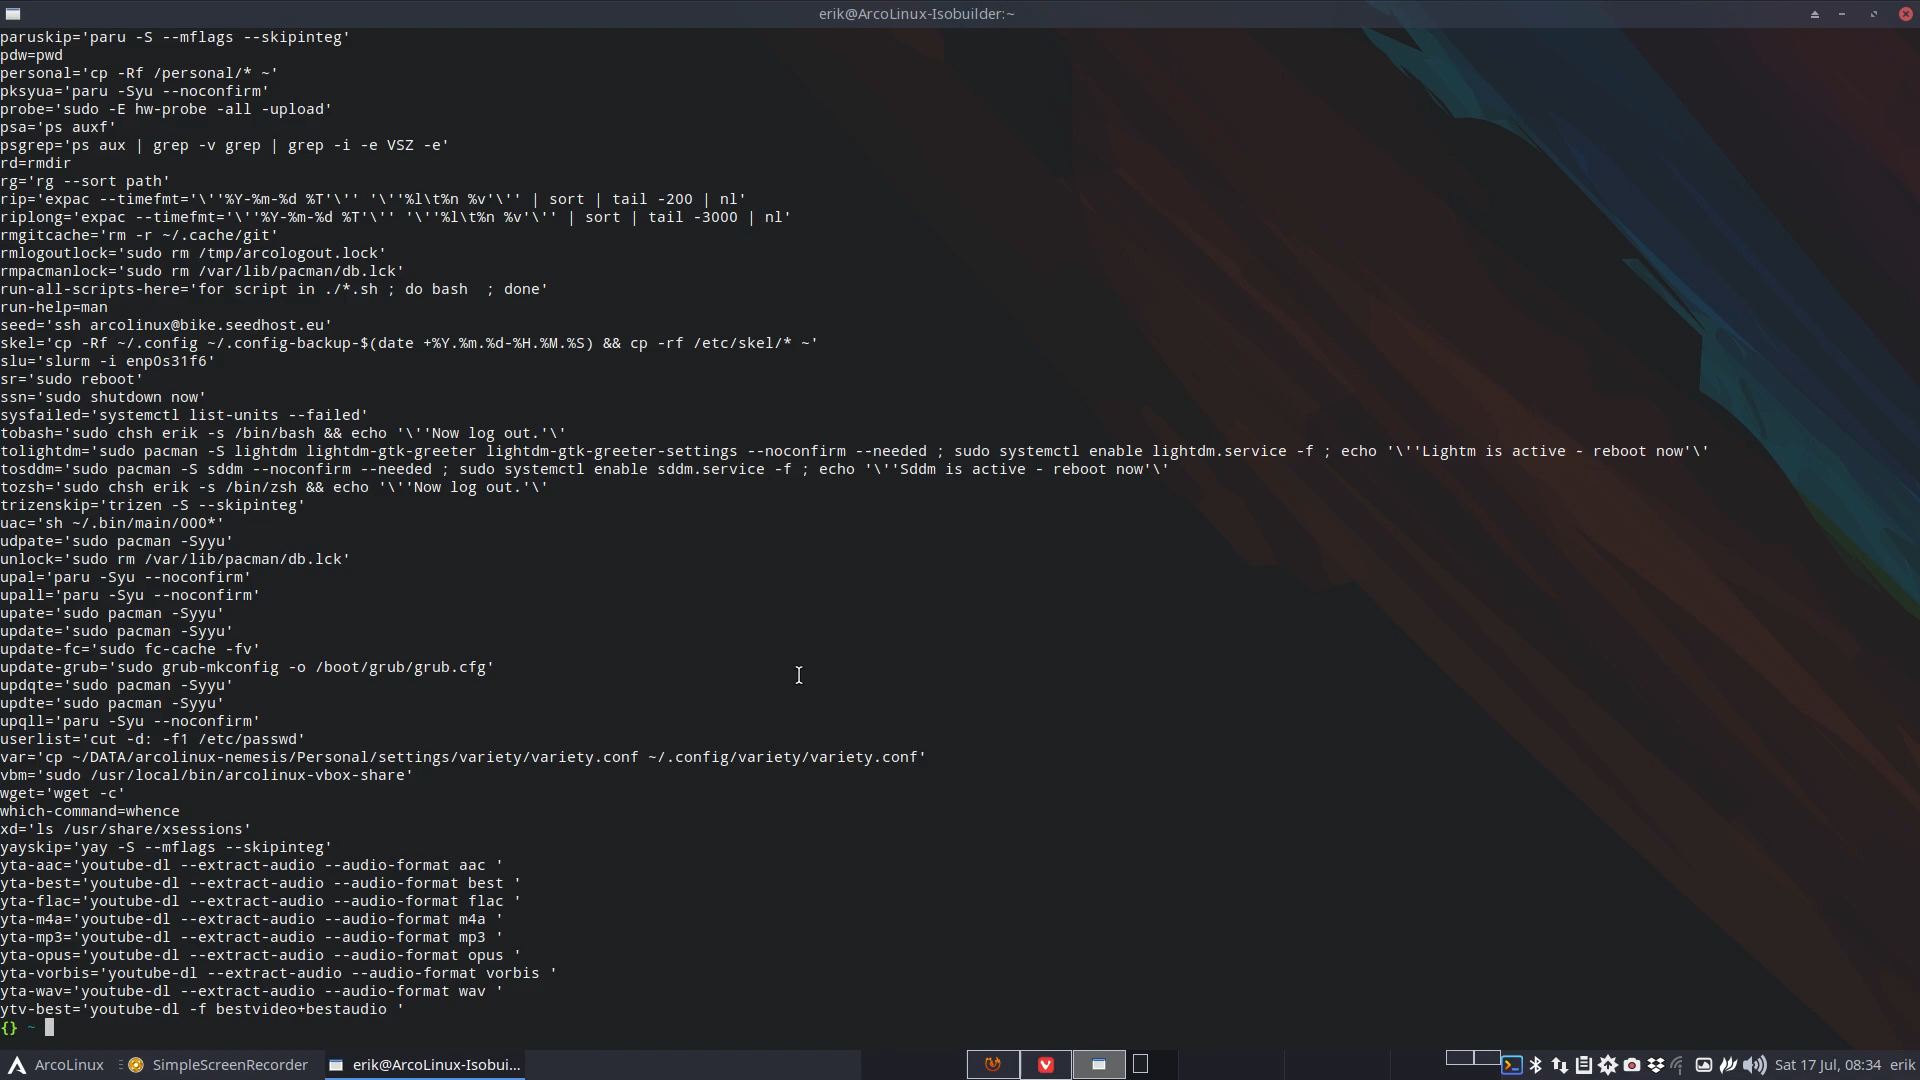 erik@ArcoLinux-Isobuilder:~
paruskip='paru -S --mflags --skipinteg'
pdw=pwd
personal='cp -Rf /personal/* ~'
pksyua='paru -Syu --noconfirm'
probe='sudo -E hw-probe -all -upload'
psa='ps auxf'
psgrep='ps aux | grep -v grep | grep -i -e VSZ -e'
rd=rmdir
rg='rg --sort path'
rip='expac --timefmt='\''%Y-%m-%d %T'\'' '\''%l\t%n %v'\'' | sort | tail -200 | nl'
riplong='expac --timefmt='\''%Y-%m-%d %T'\'' '\''%l\t%n %v'\'' | sort | tail -3000 | nl'
rmgitcache='rm -r ~/.cache/git'
rmlogoutlock='sudo rm /tmp/arcologout.lock'
rmpacmanlock='sudo rm /var/lib/pacman/db.lck'
run-all-scripts-here='for script in ./*.sh ; do bash  ; done'
run-help=man
seed='ssh arcolinux@bike.seedhost.eu'
skel='cp -Rf ~/.config ~/.config-backup-$(date +%Y.%m.%d-%H.%M.%S) && cp -rf /etc/skel/* ~'
slu='slurm -i enp0s31f6'
sr='sudo reboot'
ssn='sudo shutdown now'
sysfailed='systemctl list-units --failed'
tobash='sudo chsh erik -s /bin/bash && echo '\''Now log out.'\'
tolightdm='sudo pacman -S lightdm lightdm-gtk-greeter lightdm-gtk-greeter-settings --noconfirm --needed ; sudo systemctl enable lightdm.service -f ; echo '\''Lightm is active - reboot now'\'
tosddm='sudo pacman -S sddm --noconfirm --needed ; sudo systemctl enable sddm.service -f ; echo '\''Sddm is active - reboot now'\'
tozsh='sudo chsh erik -s /bin/zsh && echo '\''Now log out.'\'
trizenskip='trizen -S --skipinteg'
uac='sh ~/.bin/main/000*'
udpate='sudo pacman -Syyu'
unlock='sudo rm /var/lib/pacman/db.lck'
upal='paru -Syu --noconfirm'
upall='paru -Syu --noconfirm'
upate='sudo pacman -Syyu'
update='sudo pacman -Syyu'
update-fc='sudo fc-cache -fv'
update-grub='sudo grub-mkconfig -o /boot/grub/grub.cfg'
updqte='sudo pacman -Syyu'
updte='sudo pacman -Syyu'
upqll='paru -Syu --noconfirm'
userlist='cut -d: -f1 /etc/passwd'
var='cp ~/DATA/arcolinux-nemesis/Personal/settings/variety/variety.conf ~/.config/variety/variety.conf'
vbm='sudo /usr/local/bin/arcolinux-vbox-share'
wget='wget -c'
which-command=whence
xd='ls /usr/share/xsessions'
yayskip='yay -S --mflags --skipinteg'
yta-aac='youtube-dl --extract-audio --audio-format aac '
yta-best='youtube-dl --extract-audio --audio-format best '
yta-flac='youtube-dl --extract-audio --audio-format flac '
yta-m4a='youtube-dl --extract-audio --audio-format m4a '
yta-mp3='youtube-dl --extract-audio --audio-format mp3 '
yta-opus='youtube-dl --extract-audio --audio-format opus '
yta-vorbis='youtube-dl --extract-audio --audio-format vorbis '
yta-wav='youtube-dl --extract-audio --audio-format wav '
ytv-best='youtube-dl -f bestvideo+bestaudio '
{} ~
ArcoLinux SimpleScreenRecorder erik@ArcoLinux-Isobui... Sat 17 Jul, 08:34 erik